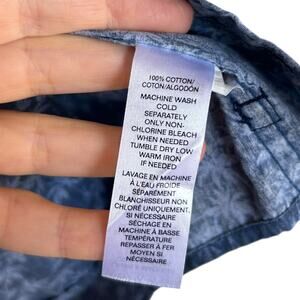 100% COTTON/
COTON/ALGODÓN
MACHINE WASH
COLD
SEPARATELY
ONLY NON-
CHLORINE BLEACH
WHEN NEEDED
TUMBLE DRY LOW
WARM IRON
IF NEEDED
LAVAGE EN MACHINE
À L'EAU FROIDE
SÉPARÉMENT
BLANCHISSEUR NON
CHLORÉ UNIQUEMENT,
SI NÉCESSAIRE
SÉCHAGE EN
MACHINE À BASSE
TEMPÉRATURE
REPASSER À FER
MOYEN SI
NÉCESSAIRE